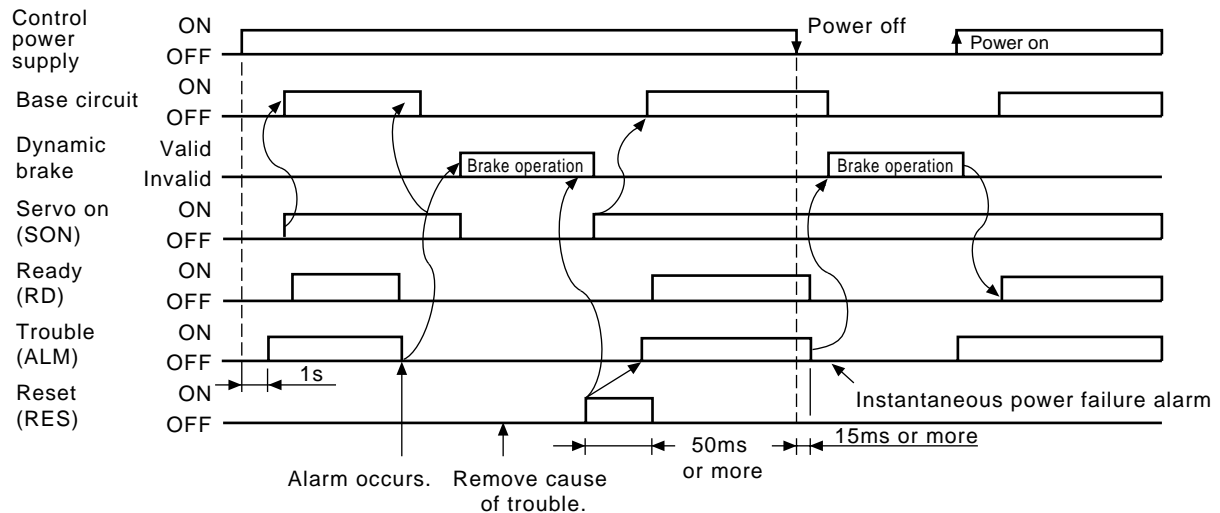 Control
power
supply
ON
OFF
Power off
Power on
Base circuit
ON
OFF
Dynamic
brake
Valid
Invalid
Brake operation
Brake operation
Servo on
(SON)
ON
OFF
Ready
(RD)
ON
OFF
Trouble
(ALM)
ON
OFF
1s
Reset
(RES)
ON
OFF
Instantaneous power failure alarm
50ms
or more
15ms or more
Alarm occurs.
Remove cause
of trouble.